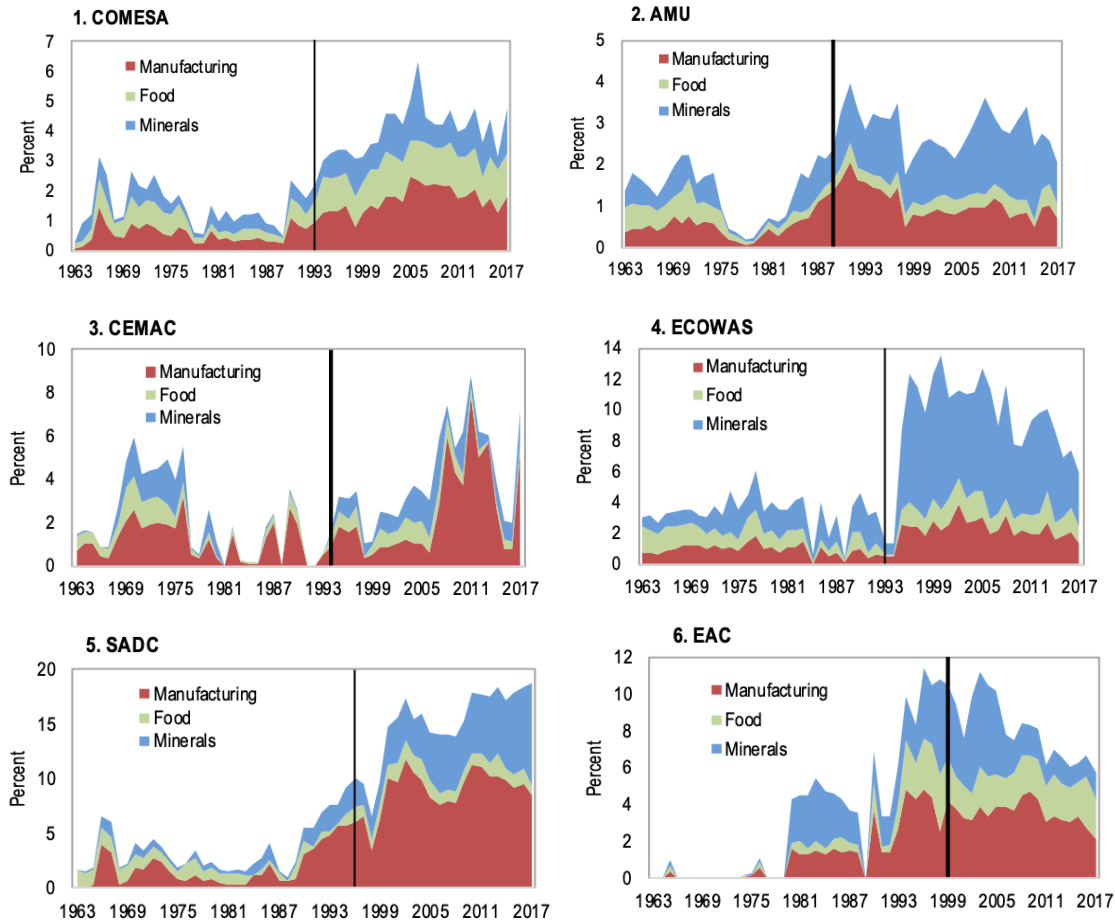 1. COMESA
7
6
5
4
3
2
1
0
Percent
Manufacturing
Food
Minerals
1963 1969 1975 1981 1987 1993 1999 2005 2011 2017
2. AMU
5
4
3
2
1
0
Percent
Manufacturing
Food
Minerals
1963 1969 1975 1981 1987 1993 1999 2005 2011 2017
3. CEMAC
10
8
6
4
2
0
Percent
Manufacturing
Food
Minerals
1963 1969 1975 1981 1987 1993 1999 2005 2011 2017
4. ECOWAS
14
12
10
8
6
4
2
0
Percent
Manufacturing
Food
Minerals
1963 1969 1975 1981 1987 1993 1999 2005 2011 2017
5. SADC
20
15
10
5
0
Percent
Manufacturing
Food
Minerals
1963 1969 1975 1981 1987 1993 1999 2005 2011 2017
6. EAC
12
10
8
6
4
2
0
Percent
Manufacturing
Food
Minerals
1963 1969 1975 1981 1987 1993 1999 2005 2011 2017